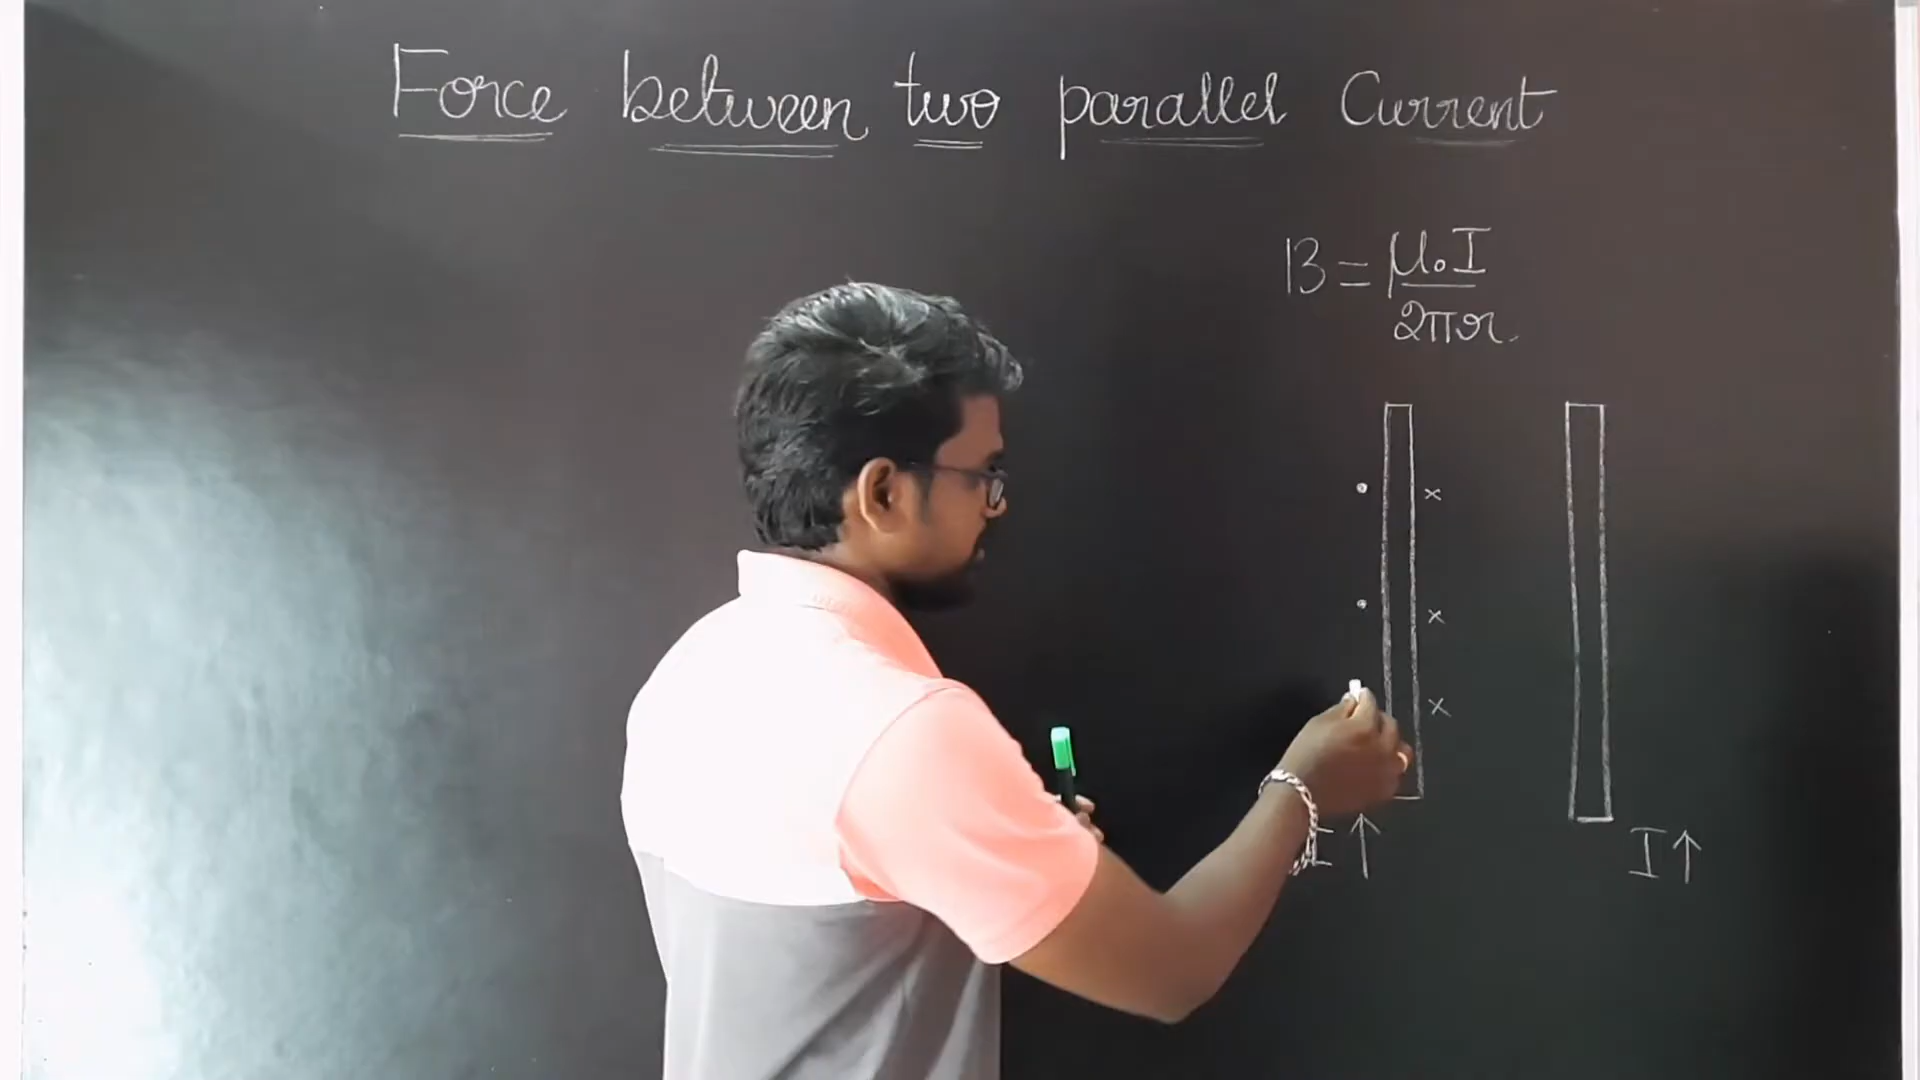 Force between two parallel Current
B = μ₀I / 2πr
I ↑
I ↑